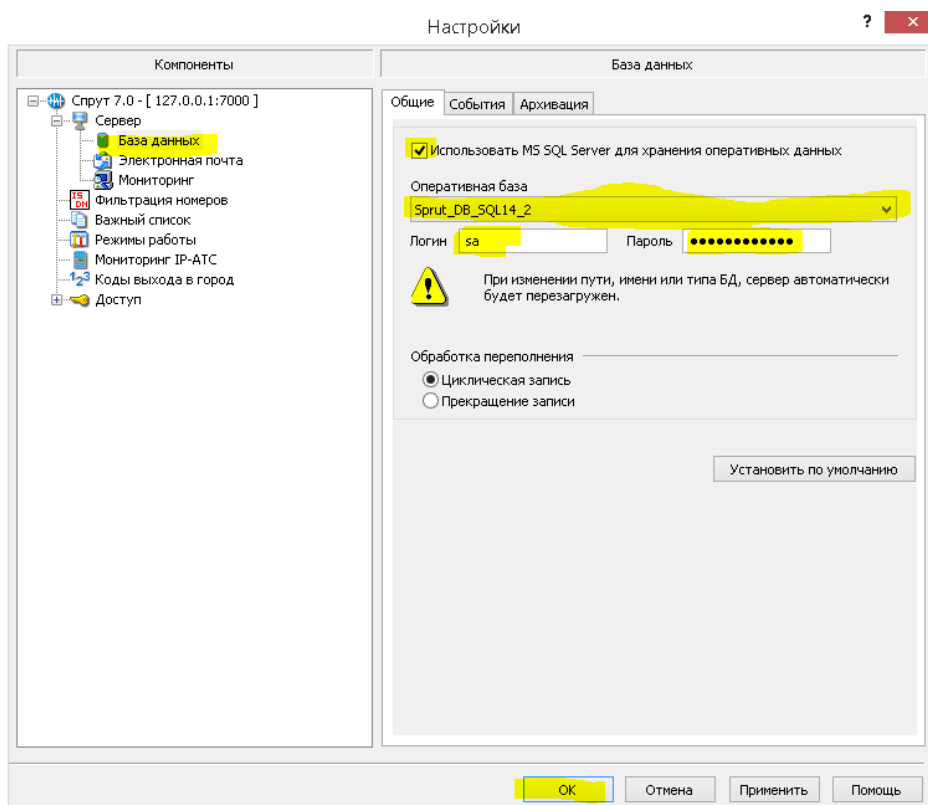 Настройки
?
Компоненты
База данных
Спрут 7.0 - [ 127.0.0.1:7000 ]
Сервер
База данных
Электронная почта
Мониторинг
Фильтрация номеров
Важный список
Режимы работы
Мониторинг IP-АТС
Коды выхода в город
Доступ
Общие События Архивация
Использовать MS SQL Server для хранения оперативных данных
Оперативная база
Sprut_DB_SQL14_2
Логин sa Пароль ••••••••••••
При изменении пути, имени или типа БД, сервер автоматически
будет перезагружен.
Обработка переполнения
Циклическая запись
Прекращение записи
Установить по умолчанию
ОК Отмена Применить Помощь